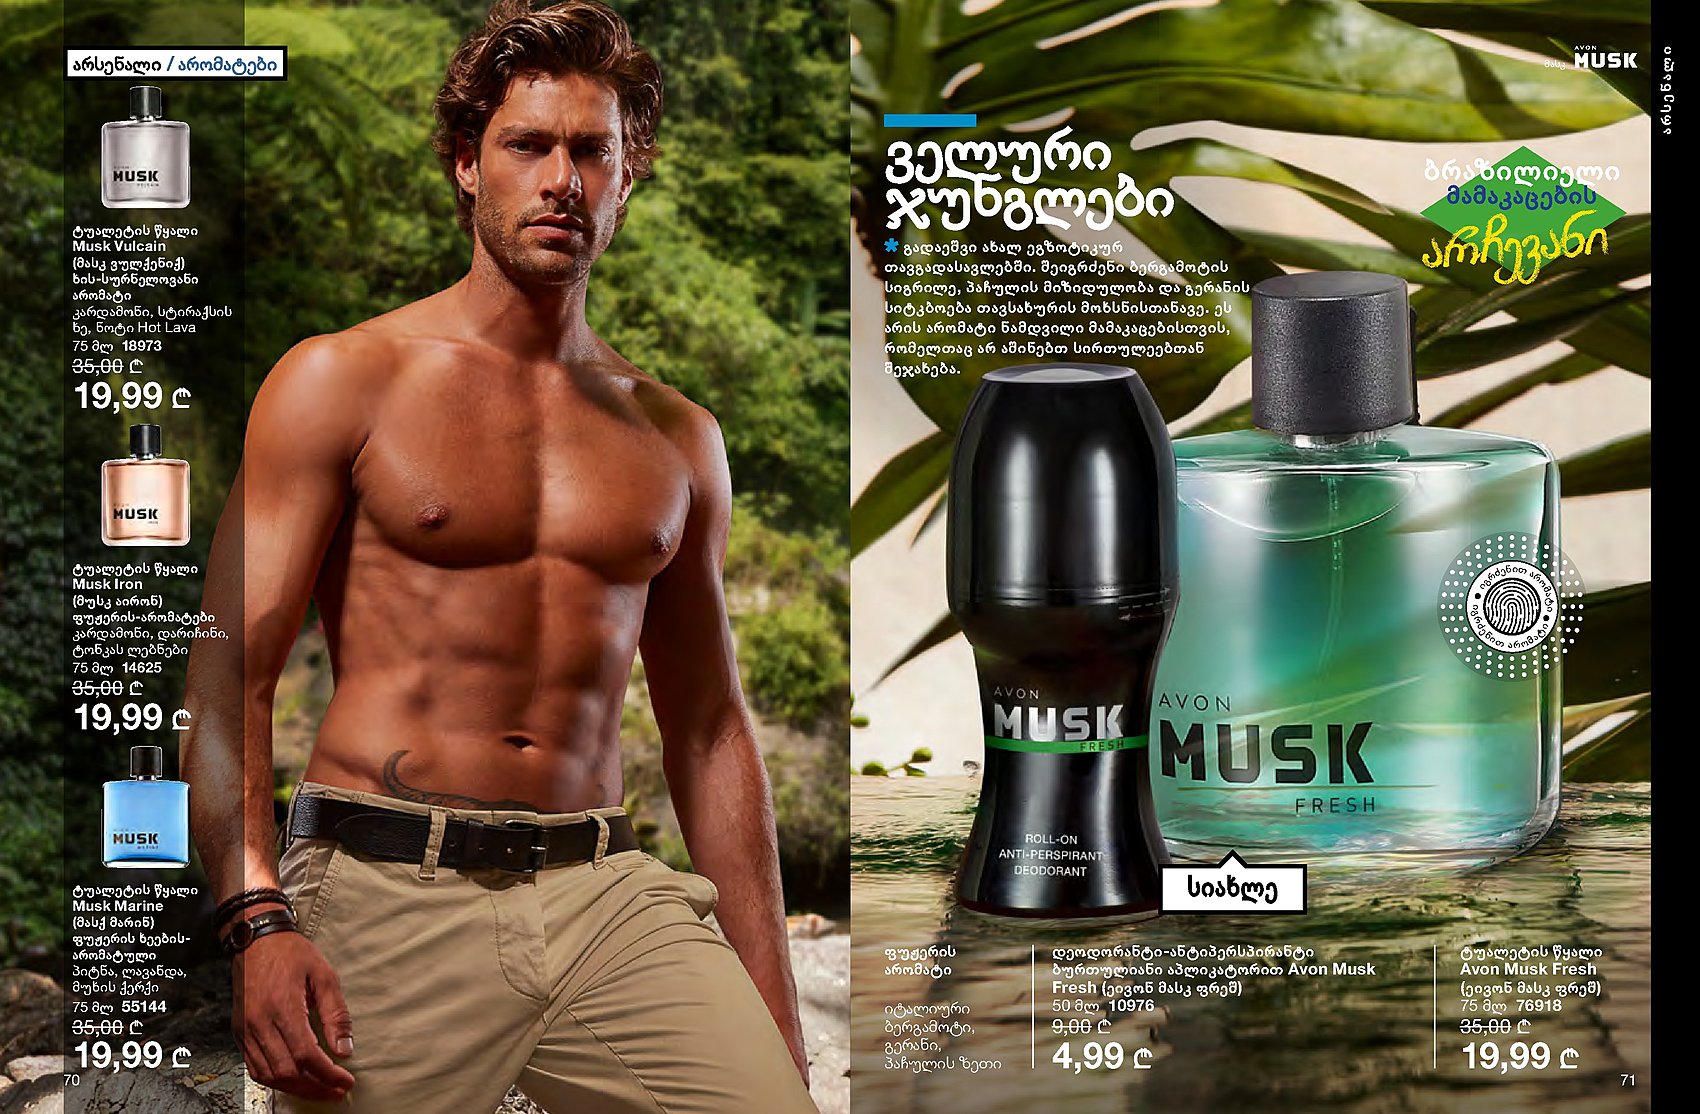 არსენალი / არომატები
MUSK
ტუალეტის წყალი
Musk Vulcain
(მასკ ვულქენიქ)
ხის-სურნელოვანი
არომატი
კარდამონი, სტირაქსის
ხე, ნოტი Hot Lava
75 მლ 18973
35,00 ₾
19,99 ₾
MUSK
ტუალეტის წყალი
Musk Iron
(მუსკ აირონ)
ფუჟერის-არომატები
კარდამონი, დარიჩინი,
ტონკას ლებნები
75 მლ 14625
35,00 ₾
19,99 ₾
MUSK
ტუალეტის წყალი
Musk Marine
(მასქ მარინ)
ფუჟერის ხეების-
არომატული
პიტნა, ლავანდა,
მუხის ქერქი
75 მლ 55144
35,00 ₾
19,99 ₾
70
AVON
მასკ MUSK
არსენალი
ველური
ჯუნგლები
* გადაეშვი ახალ ეგზოტიკურ
თავგადასავლებში. შეიგრძენი ბერგამოტის
სიგრილე, პაჩულის მიზიდულობა და გერანის
სიტკბოება თავსახურის მოხსნისთანავე. ეს
არის არომატი ნამდვილი მამაკაცებისთვის,
რომელთაც არ აშინებთ სირთულეებთან
შეჯახება.
ბრაზილიელი
მამაკაცების
არჩევანი
იგრძენით არომატი • იგრძენით არომატი •
AVON
MUSK
FRESH
ROLL-ON
ANTI-PERSPIRANT
DEODORANT
AVON
MUSK
FRESH
სიახლე
ფუჟერის
არომატი
იტალიური
ბერგამოტი,
გერანი,
პაჩულის ზეთი
დეოდორანტი-ანტიპერსპირანტი
ბურთულიანი აპლიკატორით Avon Musk
Fresh (ეივონ მასკ ფრეშ)
50 მლ 10976
9,00 ₾
4,99 ₾
ტუალეტის წყალი
Avon Musk Fresh
(ეივონ მასკ ფრეშ)
75 მლ 76918
35,00 ₾
19,99 ₾
71